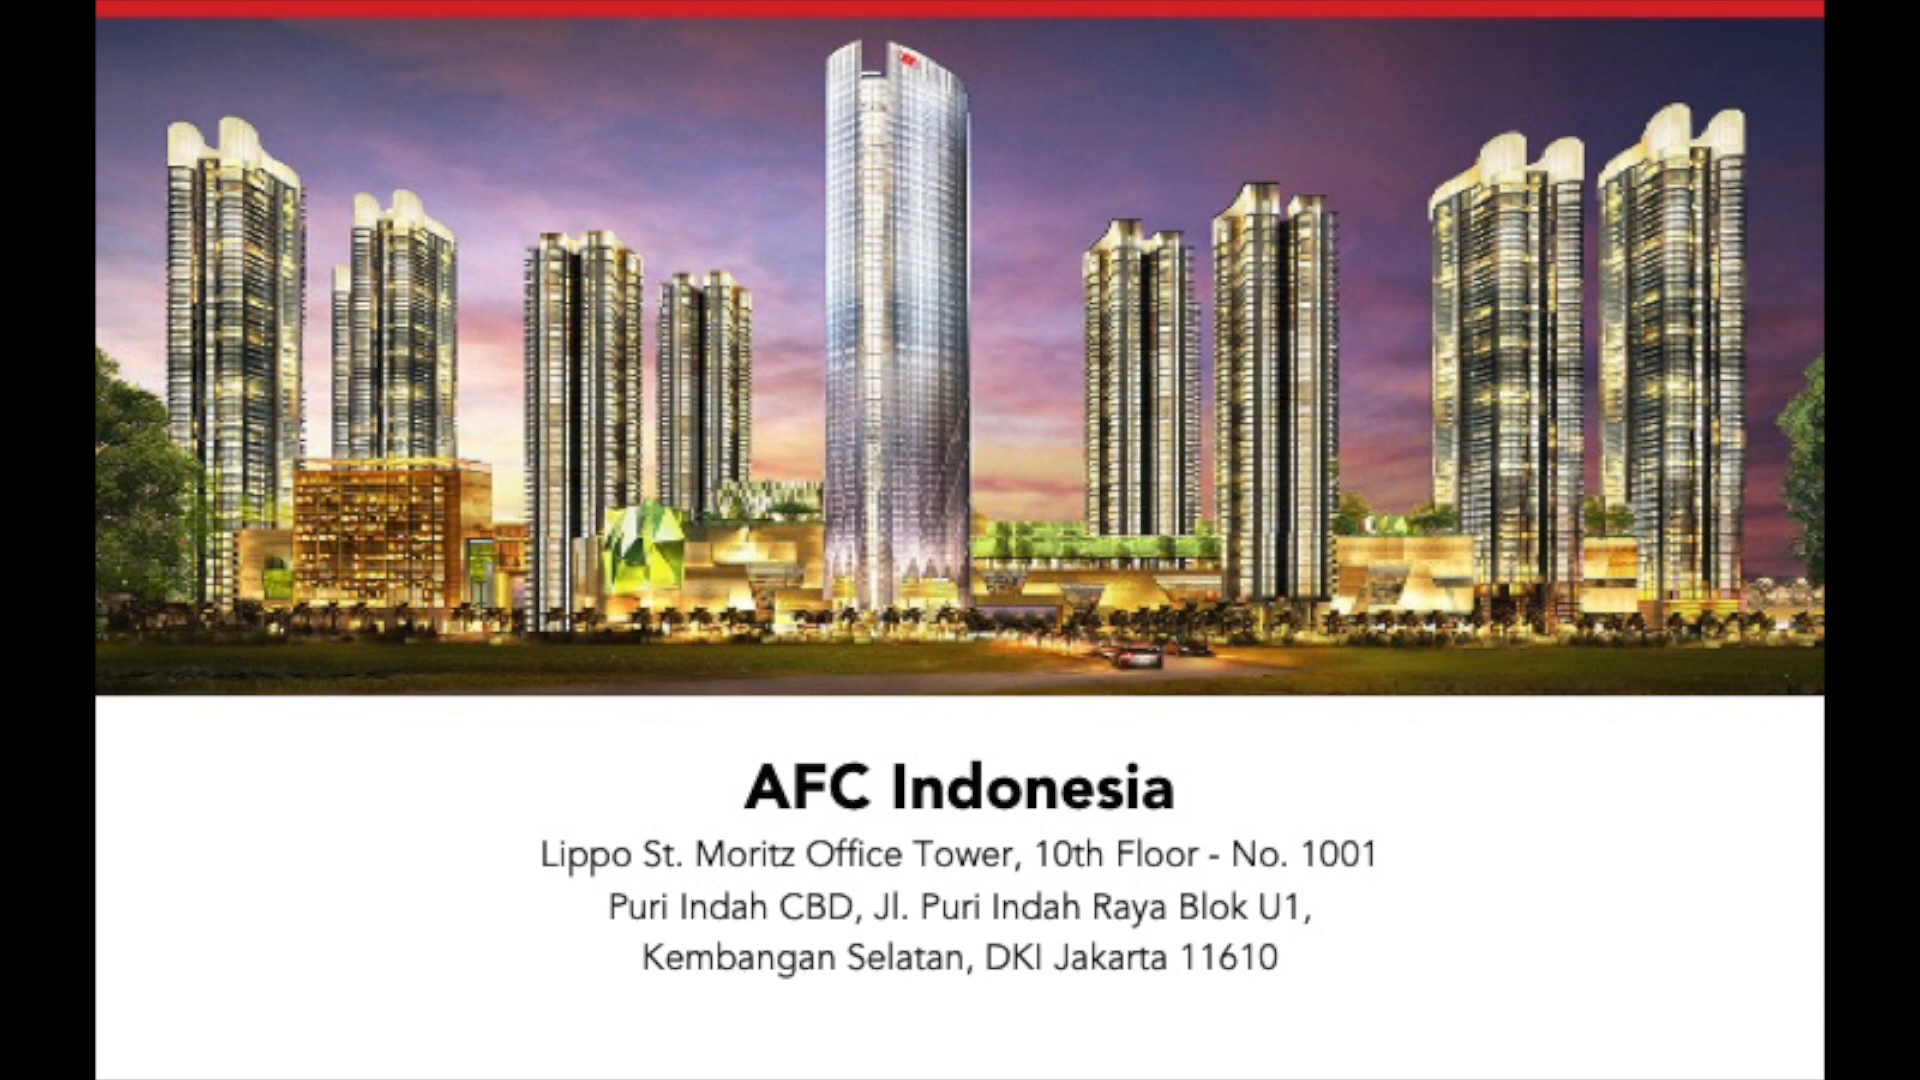 AFC Indonesia
Lippo St. Moritz Office Tower, 10th Floor - No. 1001
Puri Indah CBD, Jl. Puri Indah Raya Blok U1,
Kembangan Selatan, DKI Jakarta 11610